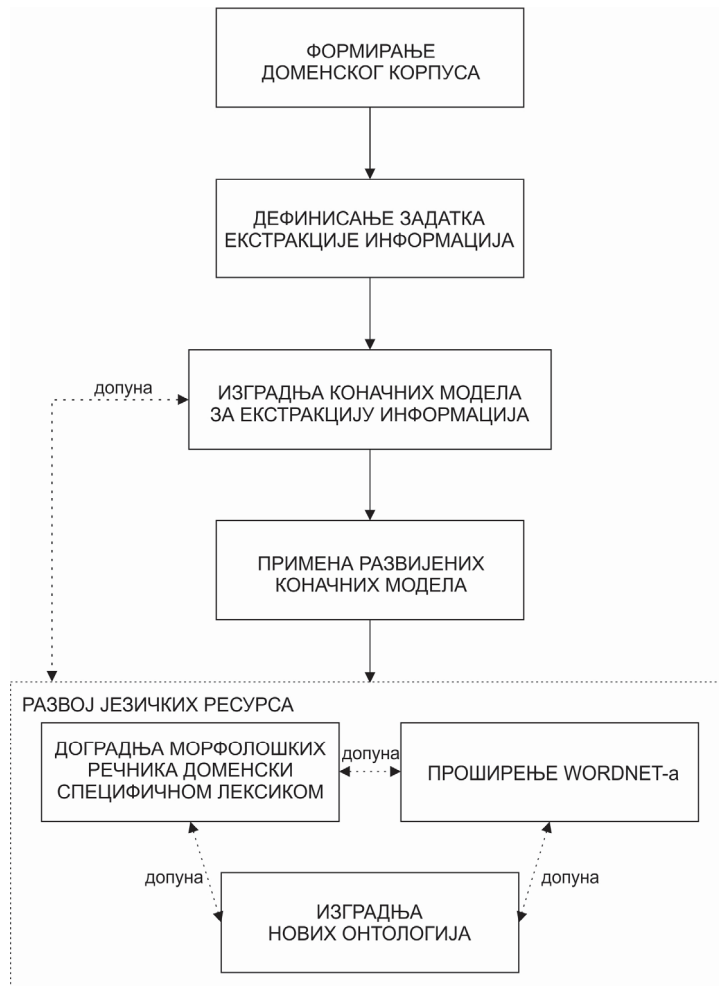 ФОРМИРАЊЕ
ДОМЕНСКОГ КОРПУСА
ДЕФИНИСАЊЕ ЗАДАТКА
ЕКСТРАКЦИЈЕ ИНФОРМАЦИЈА
допуна
ИЗГРАДЊА КОНАЧНИХ МОДЕЛА
ЗА ЕКСТРАКЦИЈУ ИНФОРМАЦИЈА
ПРИМЕНА РАЗВИЈЕНИХ
КОНАЧНИХ МОДЕЛА
РАЗВОЈ ЈЕЗИЧКИХ РЕСУРСА
ДОГРАДЊА МОРФОЛОШКИХ
РЕЧНИКА ДОМЕНСКИ
СПЕЦИФИЧНОМ ЛЕКСИКОМ
допуна
ПРОШИРЕЊЕ WORDNET-а
допуна
допуна
ИЗГРАДЊА
НОВИХ ОНТОЛОГИЈА